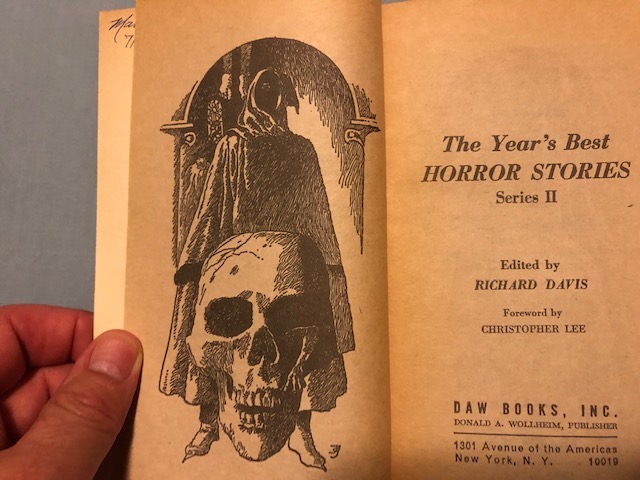 The Year's Best
HORROR STORIES
Series II
Edited by
RICHARD DAVIS
Foreword by
CHRISTOPHER LEE
DAW BOOKS, INC.
DONALD A. WOLLHEIM, PUBLISHER
1301 Avenue of the Americas
New York, N. Y. 10019